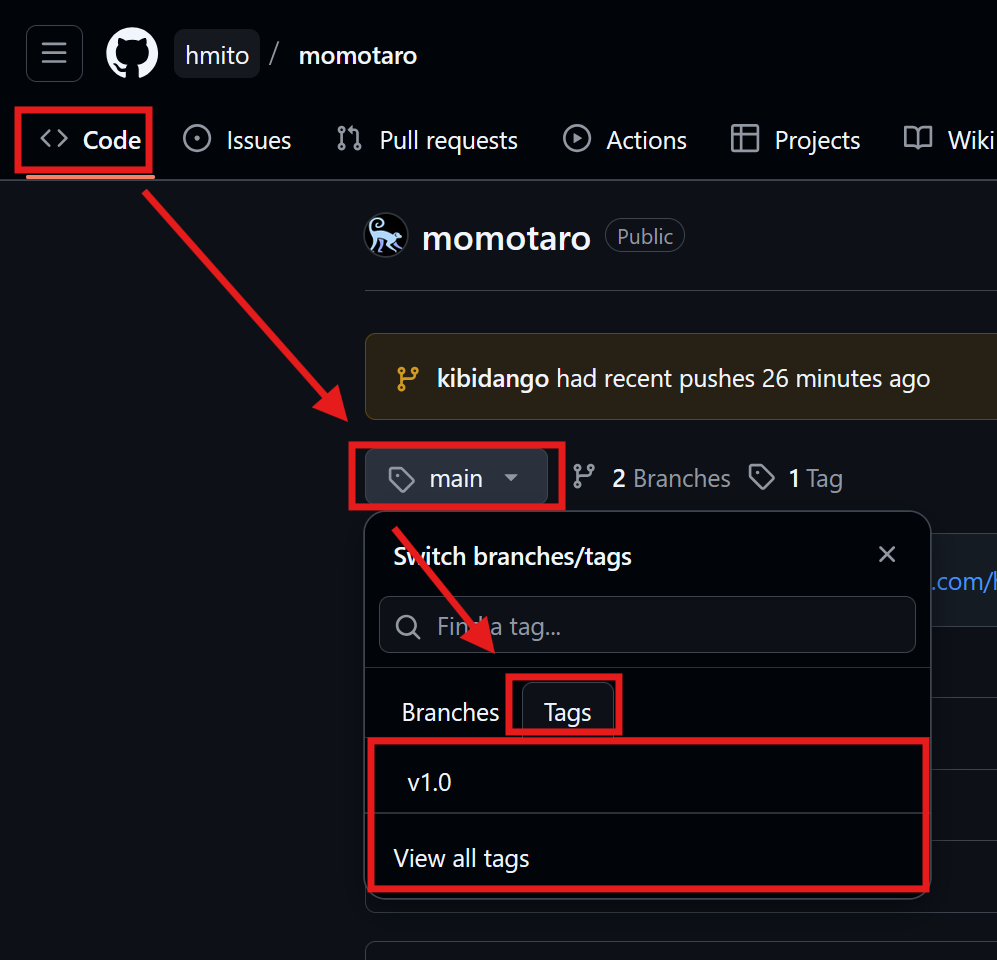 hmito / momotaro
Code Issues Pull requests Actions Projects Wiki
momotaro Public
kibidango had recent pushes 26 minutes ago
main 2 Branches 1 Tag
Switch branches/tags
.com/
Find a tag...
Branches Tags
v1.0
View all tags